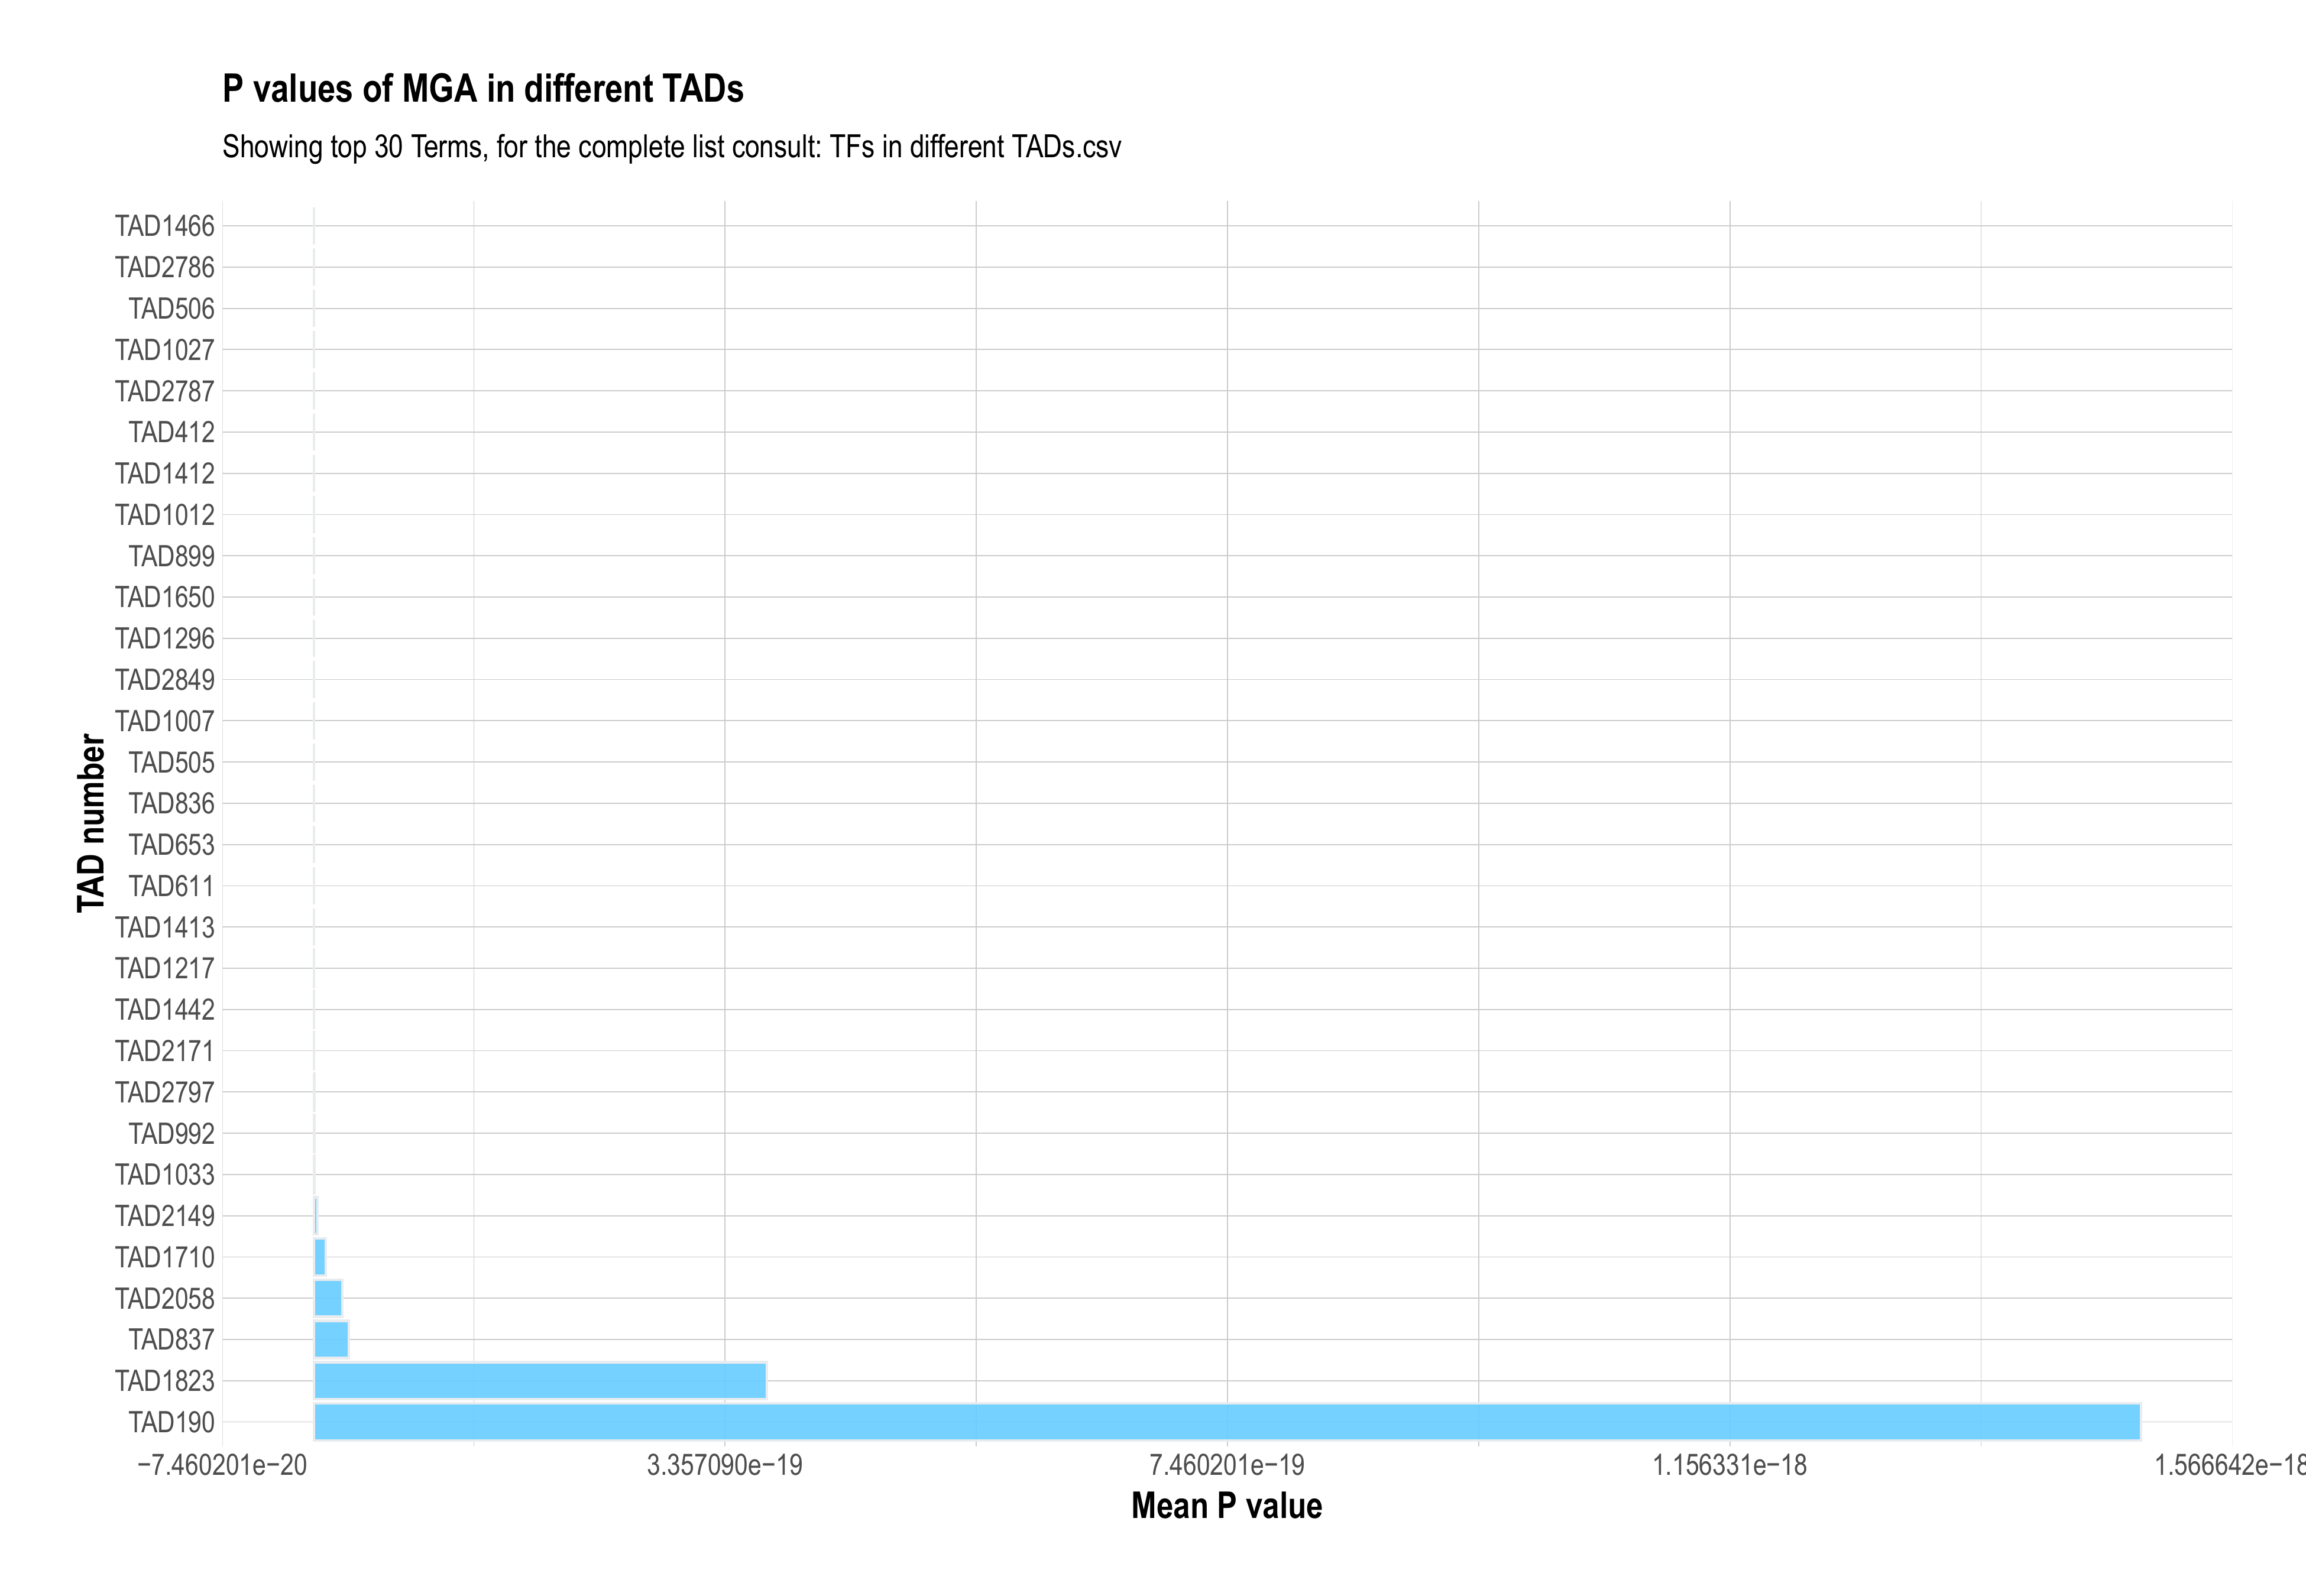 P values of MGA in different TADs
Showing top 30 Terms, for the complete list consult: TFs in different TADs.csv
TAD number
TAD1466
TAD2786
TAD506
TAD1027
TAD2787
TAD412
TAD1412
TAD1012
TAD899
TAD1650
TAD1296
TAD2849
TAD1007
TAD505
TAD836
TAD653
TAD611
TAD1413
TAD1217
TAD1442
TAD2171
TAD2797
TAD992
TAD1033
TAD2149
TAD1710
TAD2058
TAD837
TAD1823
TAD190
−7.460201e−20 3.357090e−19 7.460201e−19 1.156331e−18 1.566642e−18
Mean P value